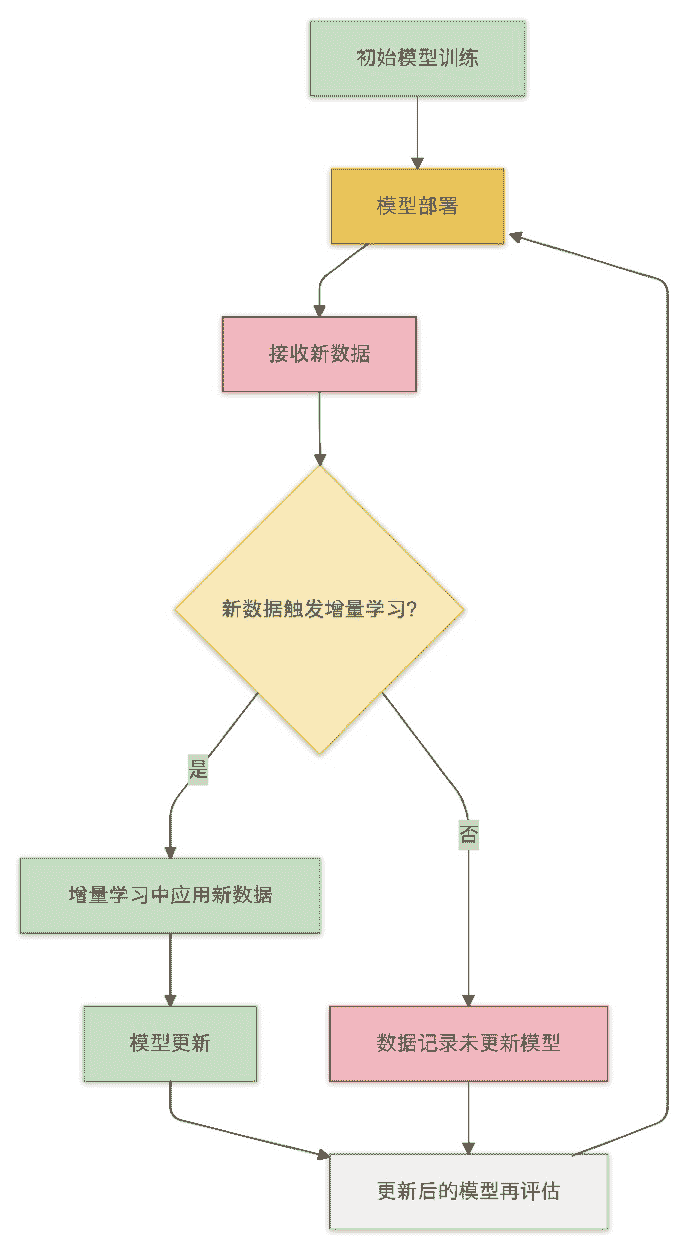 初始模型训练
模型部署
接收新数据
新数据触发增量学习?
是
否
增量学习中应用新数据
模型更新
数据记录未更新模型
更新后的模型再评估